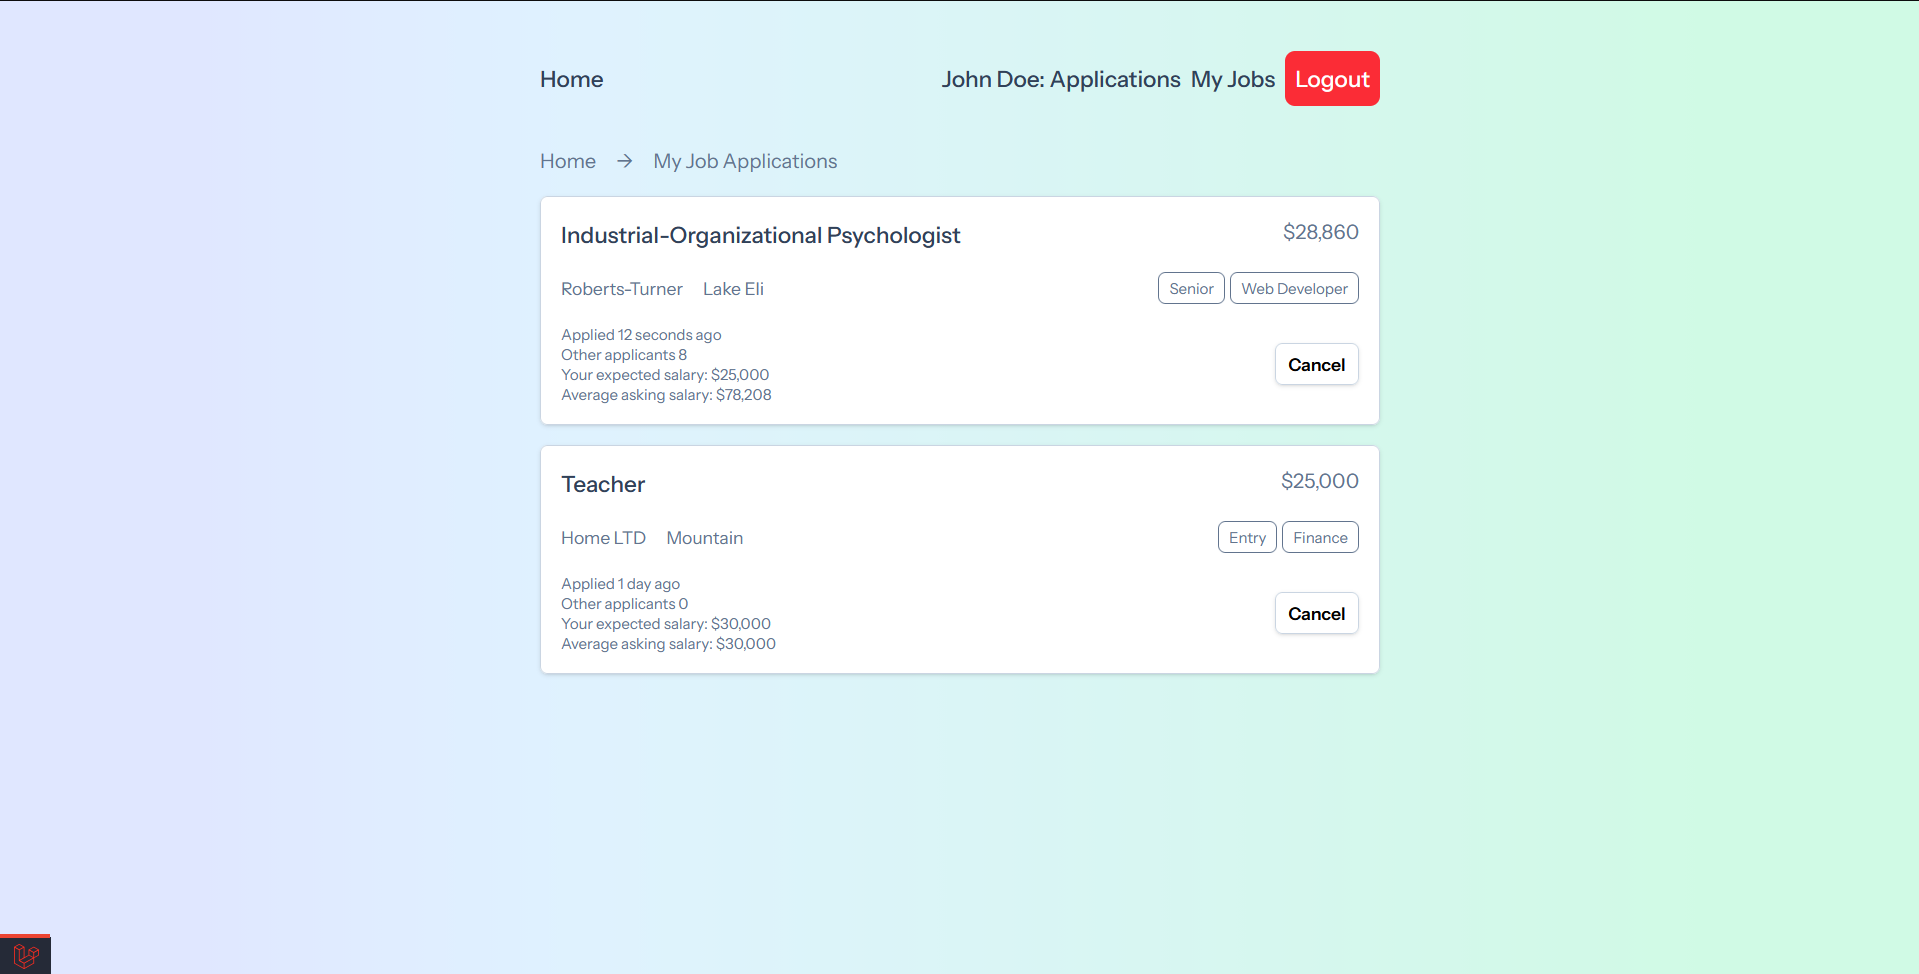 Home
John Doe: Applications My Jobs Logout
Home → My Job Applications
Industrial-Organizational Psychologist
$28,860
Roberts-Turner Lake Eli
Senior Web Developer
Applied 12 seconds ago
Other applicants 8
Your expected salary: $25,000
Average asking salary: $78,208
Cancel
Teacher
$25,000
Home LTD Mountain
Entry Finance
Applied 1 day ago
Other applicants 0
Your expected salary: $30,000
Average asking salary: $30,000
Cancel